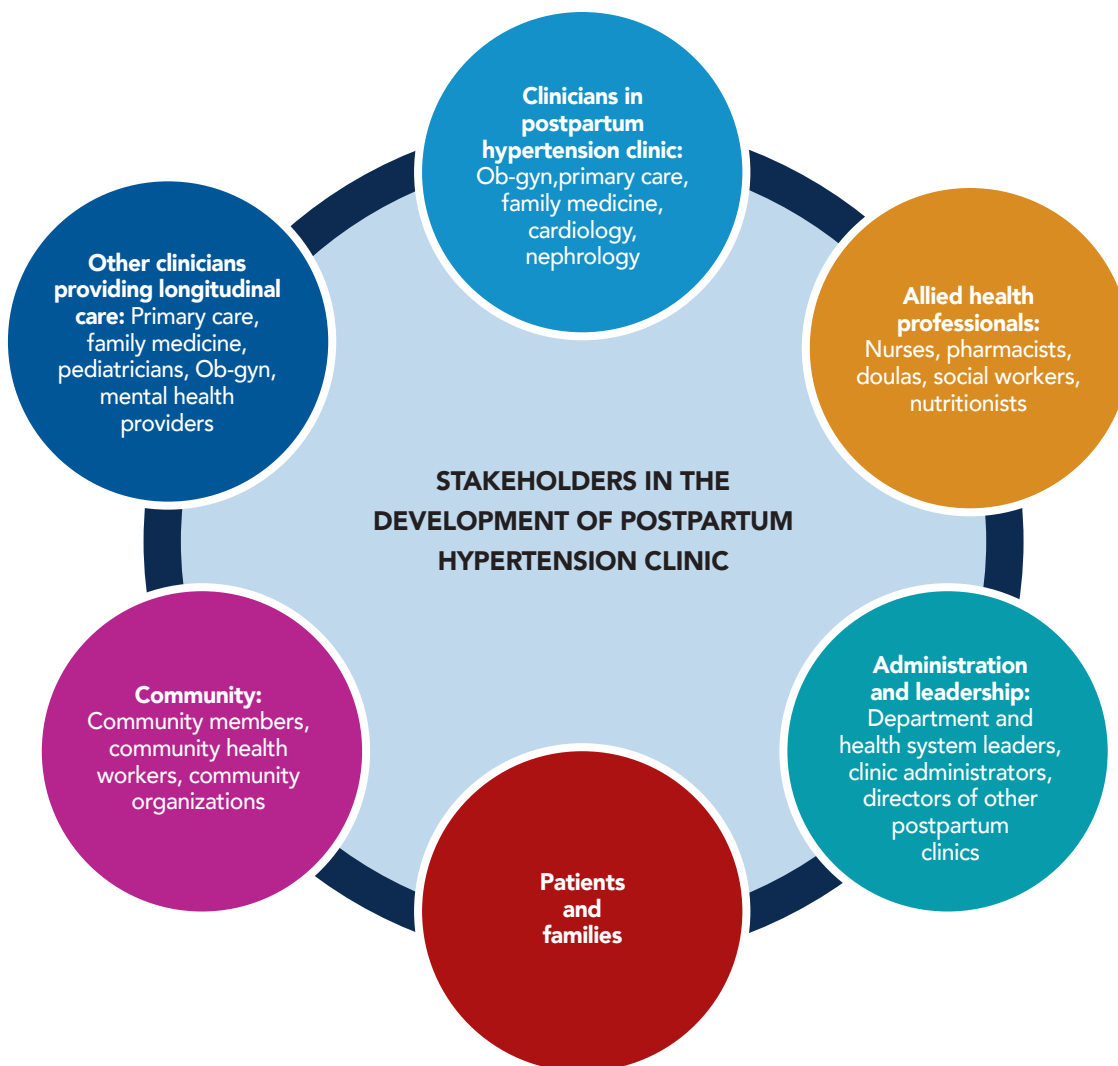 Clinicians in
postpartum
hypertension clinic:
Ob-gyn,primary care,
family medicine,
cardiology,
nephrology
Other clinicians
providing longitudinal
care: Primary care,
family medicine,
pediatricians, Ob-gyn,
mental health
providers
Allied health
professionals:
Nurses, pharmacists,
doulas, social workers,
nutritionists
STAKEHOLDERS IN THE
DEVELOPMENT OF POSTPARTUM
HYPERTENSION CLINIC
Community:
Community members,
community health
workers, community
organizations
Administration
and leadership:
Department and
health system leaders,
clinic administrators,
directors of other
postpartum
clinics
Patients
and
families